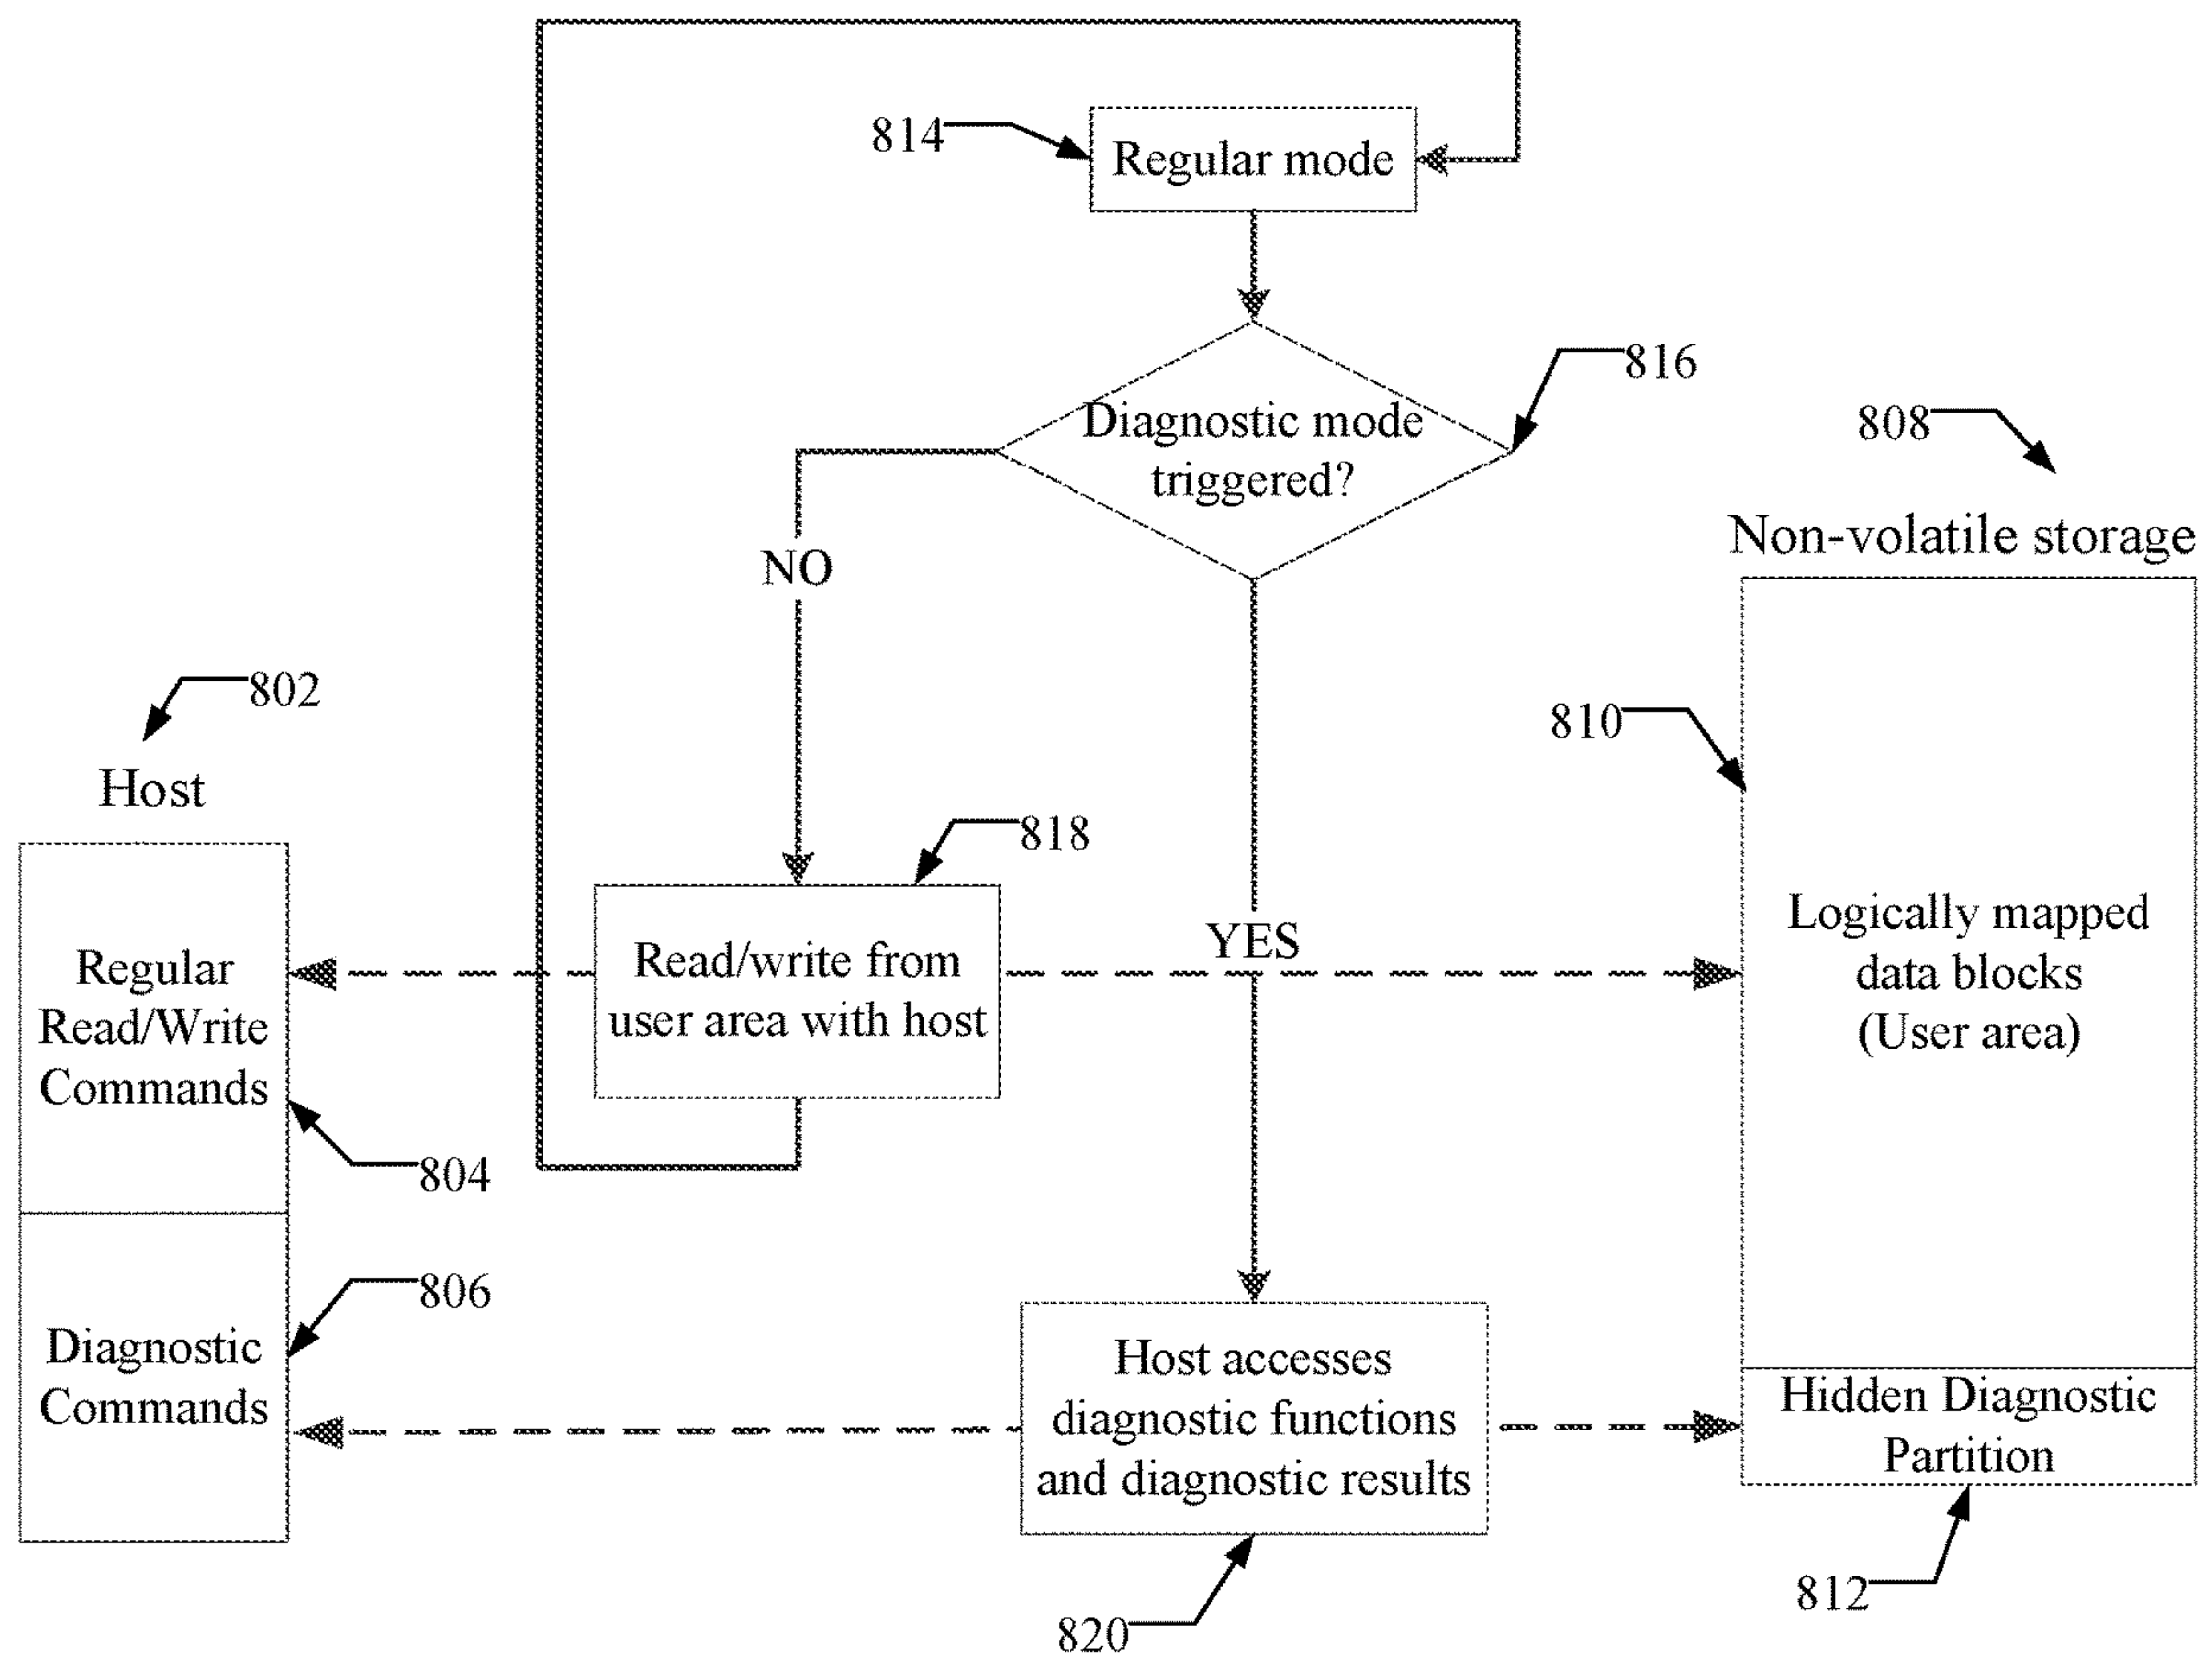 814
Regular mode
816
Diagnostic mode
triggered?
808
Non-volatile storage
NO
802
Host
810
818
YES
Logically mapped
data blocks
(User area)
Regular
Read/Write
Commands
Read/write from
user area with host
804
806
Diagnostic
Commands
Host accesses
diagnostic functions
and diagnostic results
Hidden Diagnostic
Partition
812
820